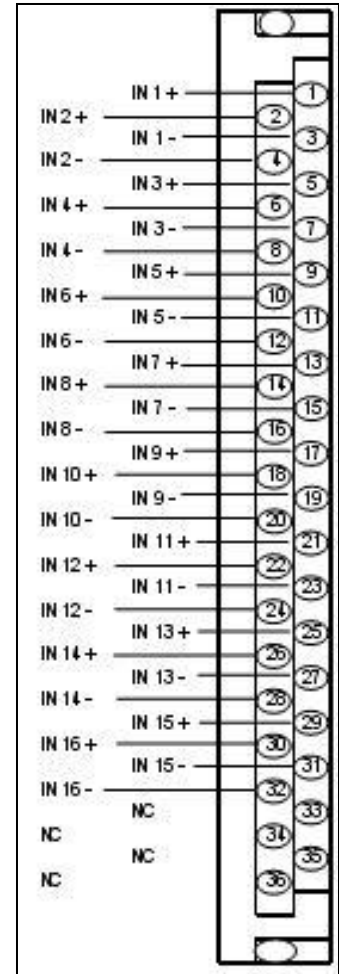 IN 1 + 1
IN 2 + 2
IN 1 - 3
IN 2 - 4
IN 3 + 5
IN 4 + 6
IN 3 - 7
IN 4 - 8
IN 5 + 9
IN 6 + 10
IN 5 - 11
IN 6 - 12
IN 7 + 13
IN 8 + 14
IN 7 - 15
IN 8 - 16
IN 9 + 17
IN 10 + 18
IN 9 - 19
IN 10 - 20
IN 11 + 21
IN 12 + 22
IN 11 - 23
IN 12 - 24
IN 13 + 25
IN 14 + 26
IN 13 - 27
IN 14 - 28
IN 15 + 29
IN 16 + 30
IN 15 - 31
IN 16 - 32
NC 33
NC 34
NC 35
NC 36